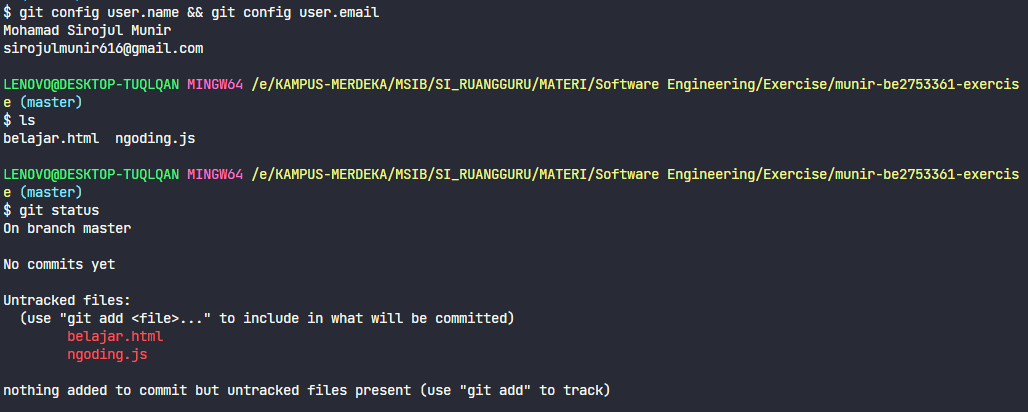 $ git config user.name && git config user.email
Mohamad Sirojul Munir
sirojulmunir616@gmail.com
LENOVO@DESKTOP-TUQLQAN MINGW64 /e/KAMPUS-MERDEKA/MSIB/SI_RUANGGURU/MATERI/Software Engineering/Exercise/munir-be2753361-exercis
e (master)
$ ls
belajar.html  ngoding.js
LENOVO@DESKTOP-TUQLQAN MINGW64 /e/KAMPUS-MERDEKA/MSIB/SI_RUANGGURU/MATERI/Software Engineering/Exercise/munir-be2753361-exercis
e (master)
$ git status
On branch master
No commits yet
Untracked files:
  (use "git add <file>..." to include in what will be committed)
        belajar.html
        ngoding.js
nothing added to commit but untracked files present (use "git add" to track)